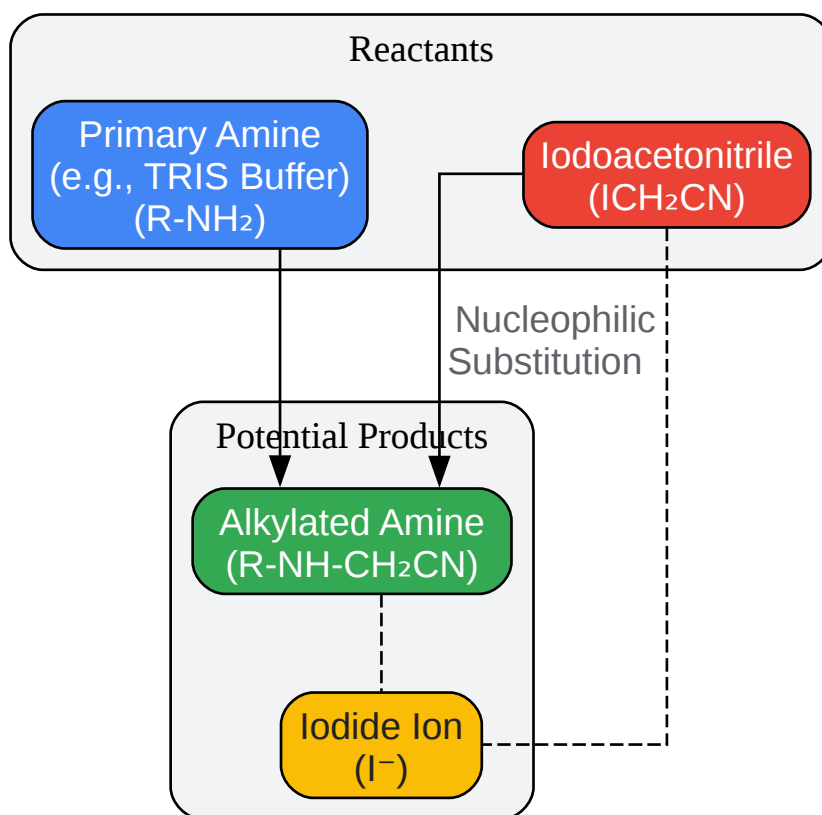 Reactants
Primary Amine
(e.g., TRIS Buffer)
(R-NH₂)
Iodoacetonitrile
(ICH₂CN)
Nucleophilic
Substitution
Potential Products
Alkylated Amine
(R-NH-CH₂CN)
Iodide Ion
(I⁻)